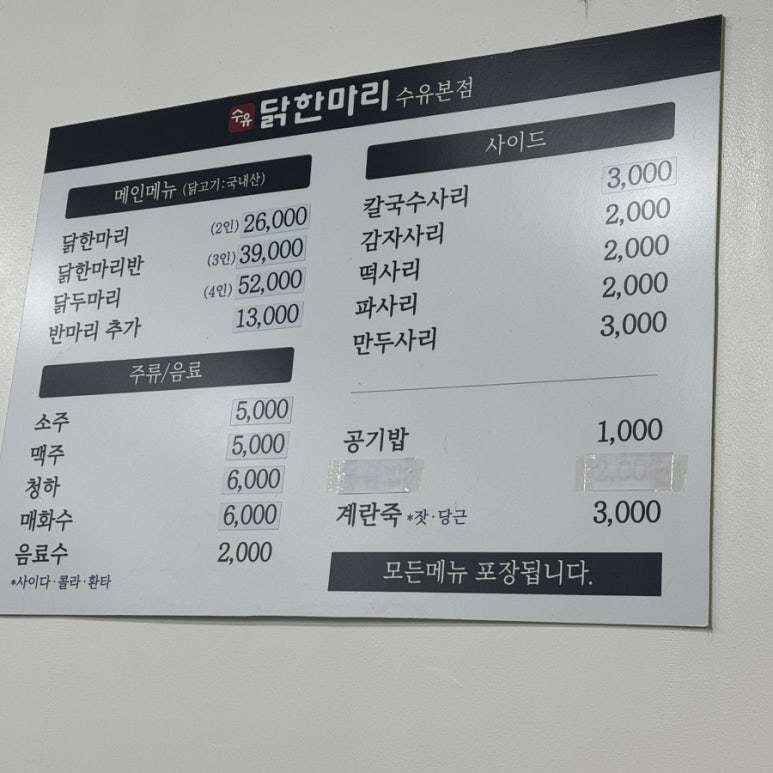 수유 닭한마리 수유본점
메인메뉴 (닭고기:국내산)
닭한마리 (2인) 26,000
닭한마리반 (3인) 39,000
닭두마리 (4인) 52,000
반마리 추가 13,000
주류/음료
소주 5,000
맥주 5,000
청하 6,000
매화수 6,000
음료수 2,000
*사이다·콜라·환타
사이드
칼국수사리 3,000
감자사리 2,000
떡사리 2,000
파사리 2,000
만두사리 3,000
공기밥 1,000
2,000
계란죽 *잣·당근 3,000
모든메뉴 포장됩니다.